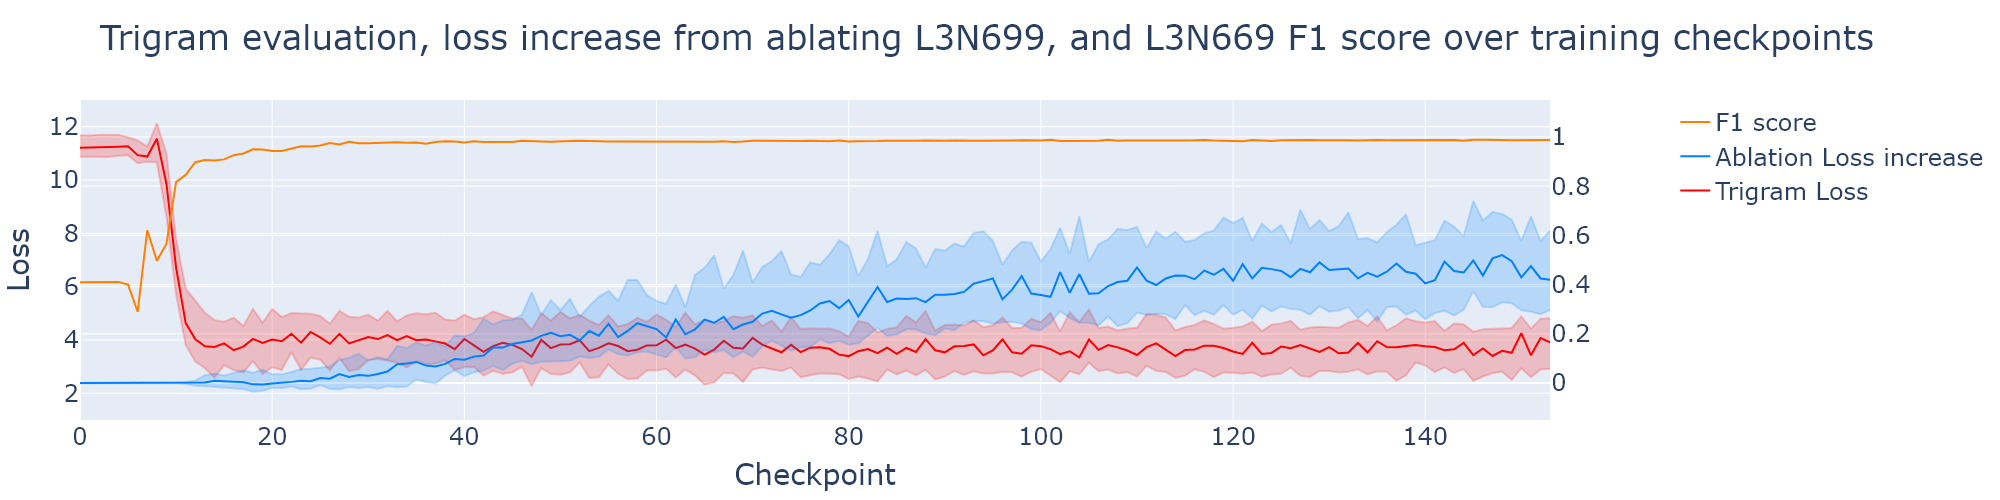 Trigram evaluation, loss increase from ablating L3N699, and L3N669 F1 score over training checkpoints
F1 score
Ablation Loss increase
Trigram Loss
12
10
8
6
4
2
Loss
1
0.8
0.6
0.4
0.2
0
0 20 40 60 80 100 120 140
Checkpoint